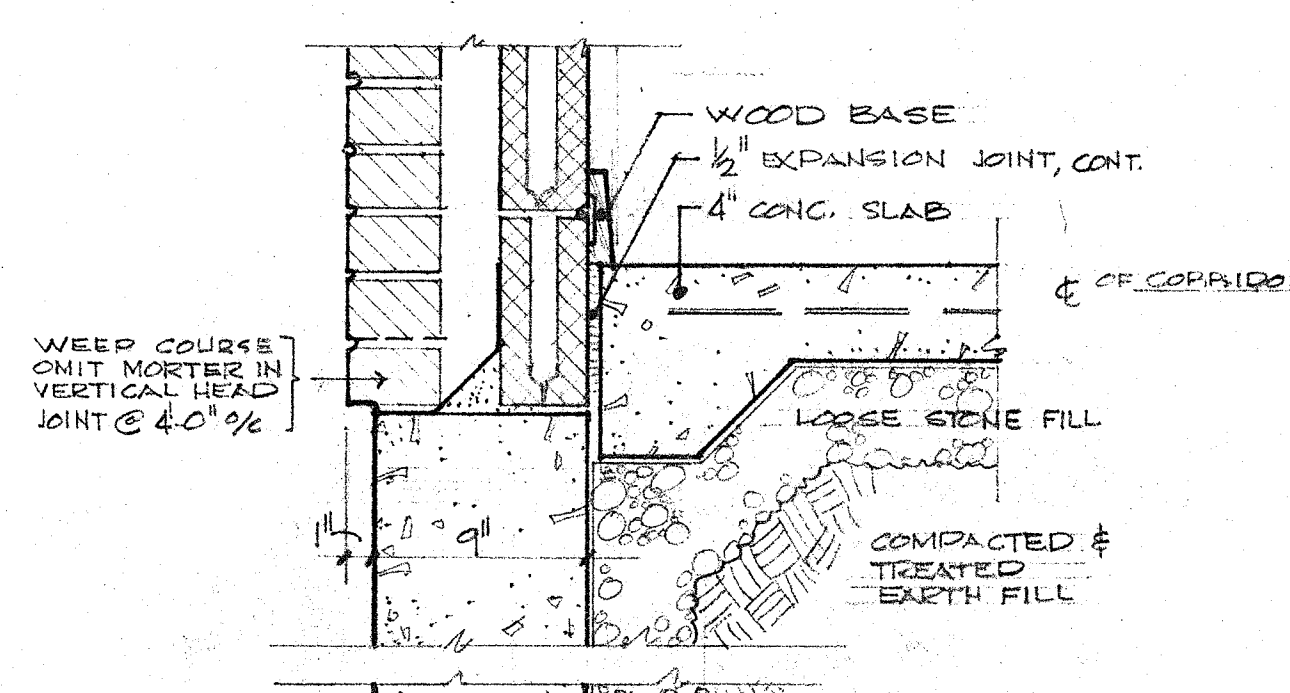 WOOD BASE
1/2" EXPANSION JOINT, CONT.
4" CONC. SLAB
℄ OF CORRIDO
WEEP COURSE
OMIT MORTER IN
VERTICAL HEAD
JOINT @ 4'-0" o/c
LOOSE STONE FILL
1"
9"
COMPACTED &
TREATED
EARTH FILL